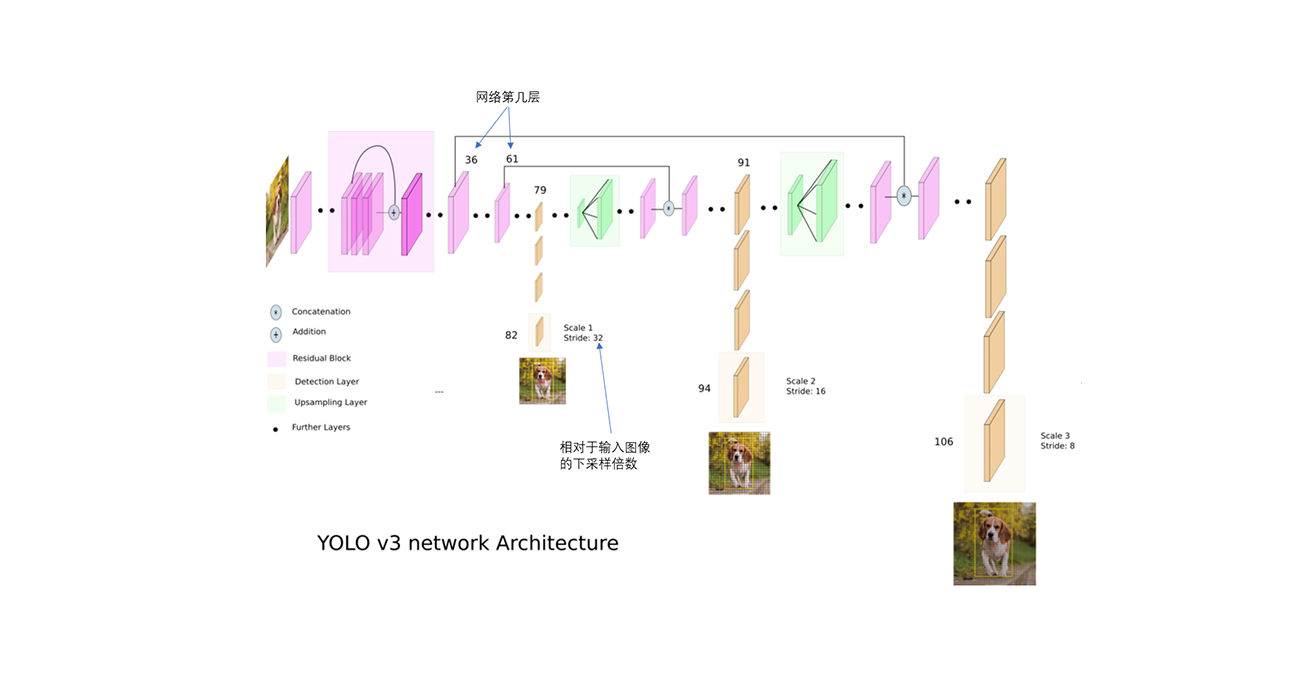 网络第几层
36
61
91
79
82
Scale 1
Stride: 32
Concatenation
Addition
Residual Block
Detection Layer
Upsampling Layer
Further Layers
...
94
Scale 2
Stride: 16
相对于输入图像
的下采样倍数
106
Scale 3
Stride: 8
YOLO v3 network Architecture